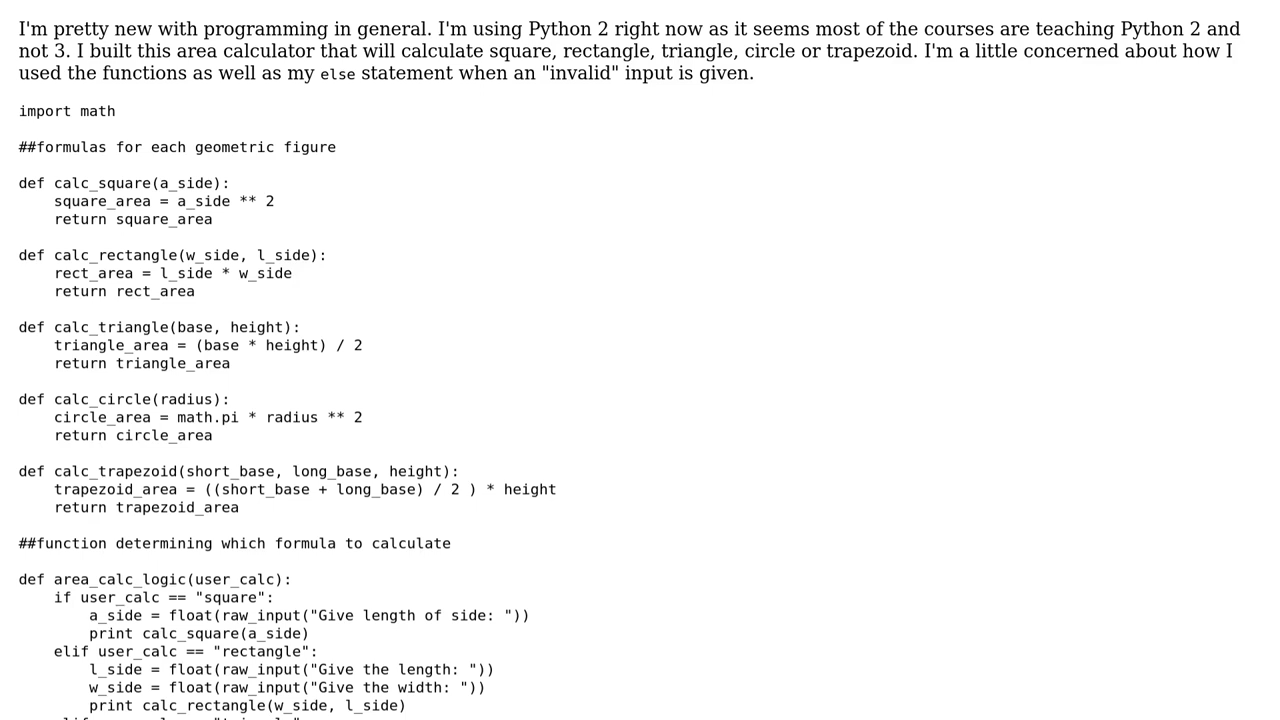 I'm pretty new with programming in general. I'm using Python 2 right now as it seems most of the courses are teaching Python 2 and
not 3. I built this area calculator that will calculate square, rectangle, triangle, circle or trapezoid. I'm a little concerned about how I
used the functions as well as my else statement when an "invalid" input is given.
import math
##formulas for each geometric figure
def calc_square(a_side):
    square_area = a_side ** 2
    return square_area
def calc_rectangle(w_side, l_side):
    rect_area = l_side * w_side
    return rect_area
def calc_triangle(base, height):
    triangle_area = (base * height) / 2
    return triangle_area
def calc_circle(radius):
    circle_area = math.pi * radius ** 2
    return circle_area
def calc_trapezoid(short_base, long_base, height):
    trapezoid_area = ((short_base + long_base) / 2 ) * height
    return trapezoid_area
##function determining which formula to calculate
def area_calc_logic(user_calc):
    if user_calc == "square":
        a_side = float(raw_input("Give length of side: "))
        print calc_square(a_side)
    elif user_calc == "rectangle":
        l_side = float(raw_input("Give the length: "))
        w_side = float(raw_input("Give the width: "))
        print calc_rectangle(w_side, l_side)